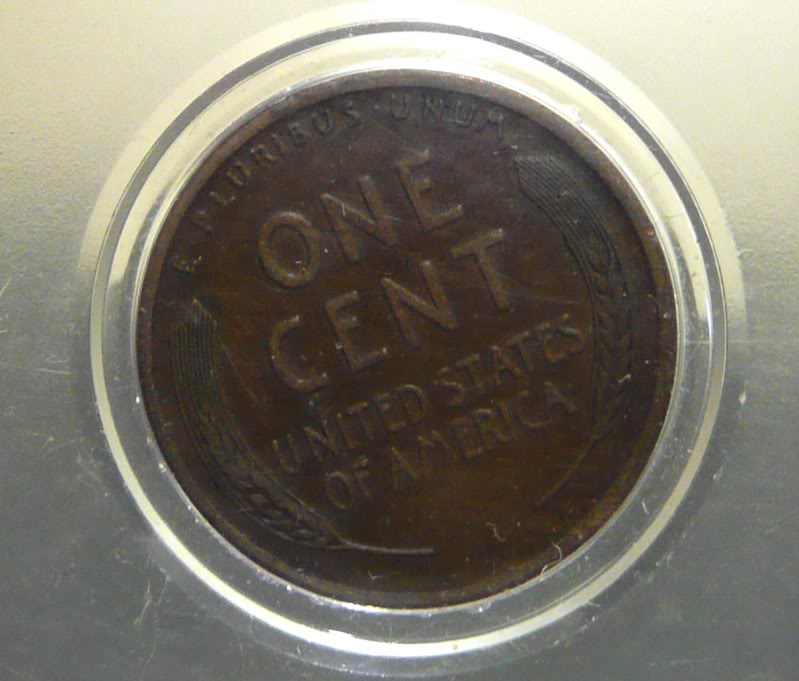 E · PLURIBUS · UNUM
ONE
CENT
UNITED STATES
OF AMERICA